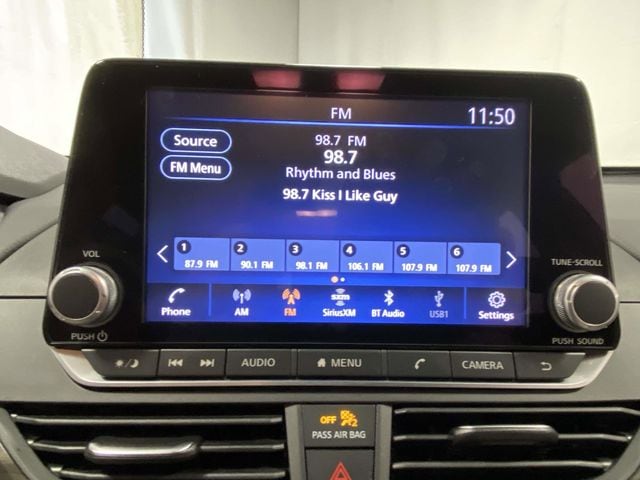 FM
11:50
Source
98.7 FM
98.7
FM Menu
Rhythm and Blues
98.7 Kiss I Like Guy
1 2 3 4 5 6
87.9 FM 90.1 FM 98.1 FM 106.1 FM 107.9 FM 107.9 FM
VOL
TUNE•SCROLL
Phone AM FM SiriusXM BT Audio USB1 Settings
sxm
PUSH
PUSH SOUND
AUDIO MENU CAMERA
OFF 2
PASS AIR BAG